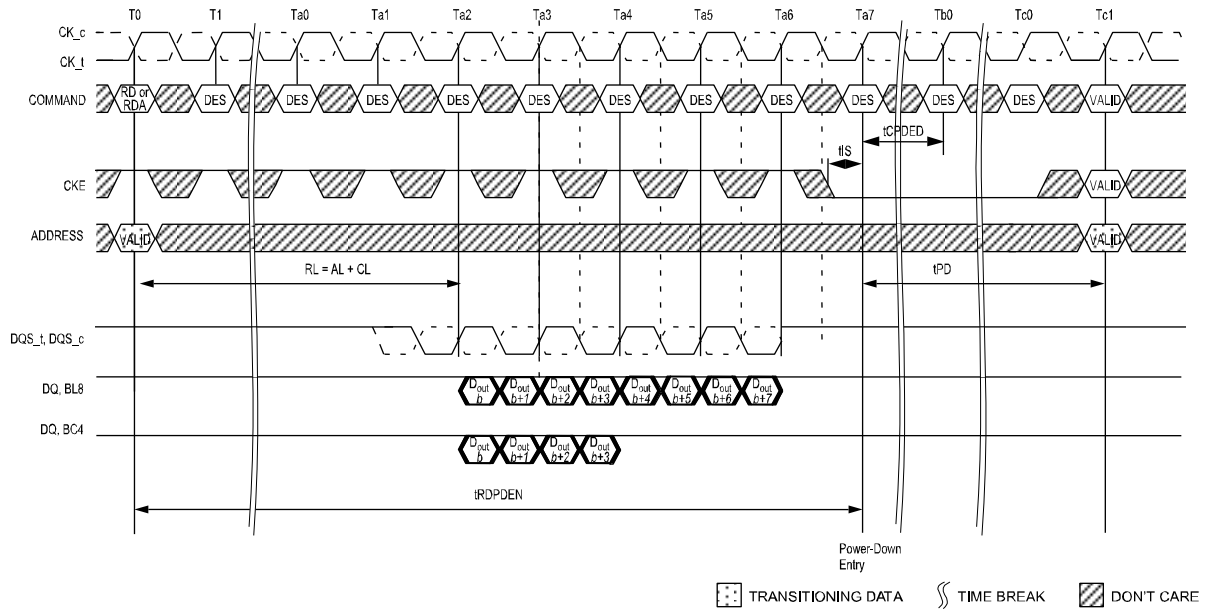 T0 T1 Ta0 Ta1 Ta2 Ta3 Ta4 Ta5 Ta6 Ta7 Tb0 Tc0 Tc1
CK_c
CK_t
COMMAND RD or RDA DES DES DES DES DES DES DES DES DES DES DES VALID
tCPDED
tIS
CKE VALID
ADDRESS VALID VALID
RL = AL + CL tPD
DQS_t, DQS_c
DQ, BL8 Dout b Dout b+1 Dout b+2 Dout b+3 Dout b+4 Dout b+5 Dout b+6 Dout b+7
DQ, BC4 Dout b Dout b+1 Dout b+2 Dout b+3
tRDPDEN
Power-Down
Entry
TRANSITIONING DATA TIME BREAK DON'T CARE